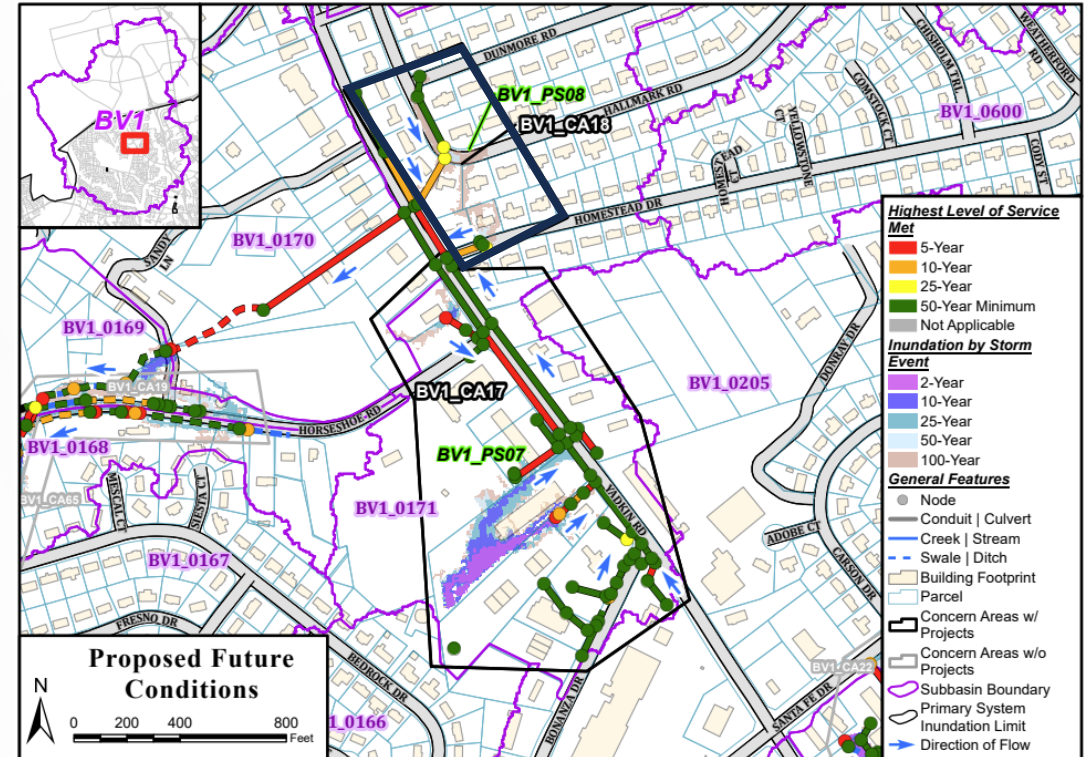 BV1
DUNMORE RD
BV1_PS08
HALLMARK RD
BV1_CA18
CHISHOLM TRL
WEATHERFORD
RD
COMSTOCK CT
YELLOWSTONE
CT
BV1_0600
HOMESTEAD
CT
CODY ST
HOMESTEAD DR
SANDY
LN
BV1_0170
BV1_0169
BV1_CA19
BV1_0168
HORSESHOE RD
BV1_CA17
BV1_0205
DONRAY DR
BV1_PS07
BV1_CA65
MESCAL CT
SIESTA CT
BV1_0171
YADKIN RD
ADOBE CT
CARSON DR
BV1_0167
FRESNO DR
BEDROCK DR
1_0166
BONANZA DR
SANTA FE DR
BV1_CA22
Proposed Future
Conditions
N
0 200 400 800
Feet
Highest Level of Service
Met
5-Year
10-Year
25-Year
50-Year Minimum
Not Applicable
Inundation by Storm
Event
2-Year
10-Year
25-Year
50-Year
100-Year
General Features
Node
Conduit | Culvert
Creek | Stream
Swale | Ditch
Building Footprint
Parcel
Concern Areas w/
Projects
Concern Areas w/o
Projects
Subbasin Boundary
Primary System
Inundation Limit
Direction of Flow